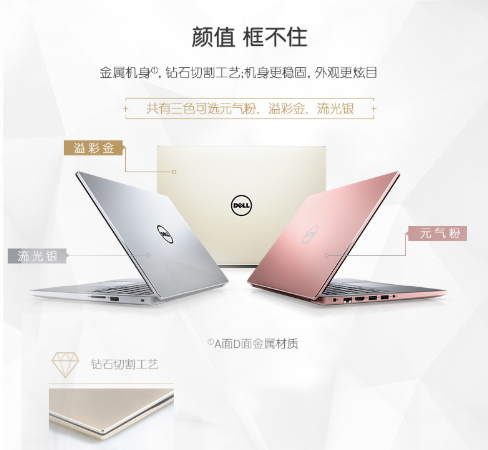 颜值 框不住
金属机身①, 钻石切割工艺;机身更稳固, 外观更炫目
共有三色可选元气粉、溢彩金、流光银
溢彩金
DELL
DELL
DELL
元气粉
流光银
①A面D面金属材质
钻石切割工艺